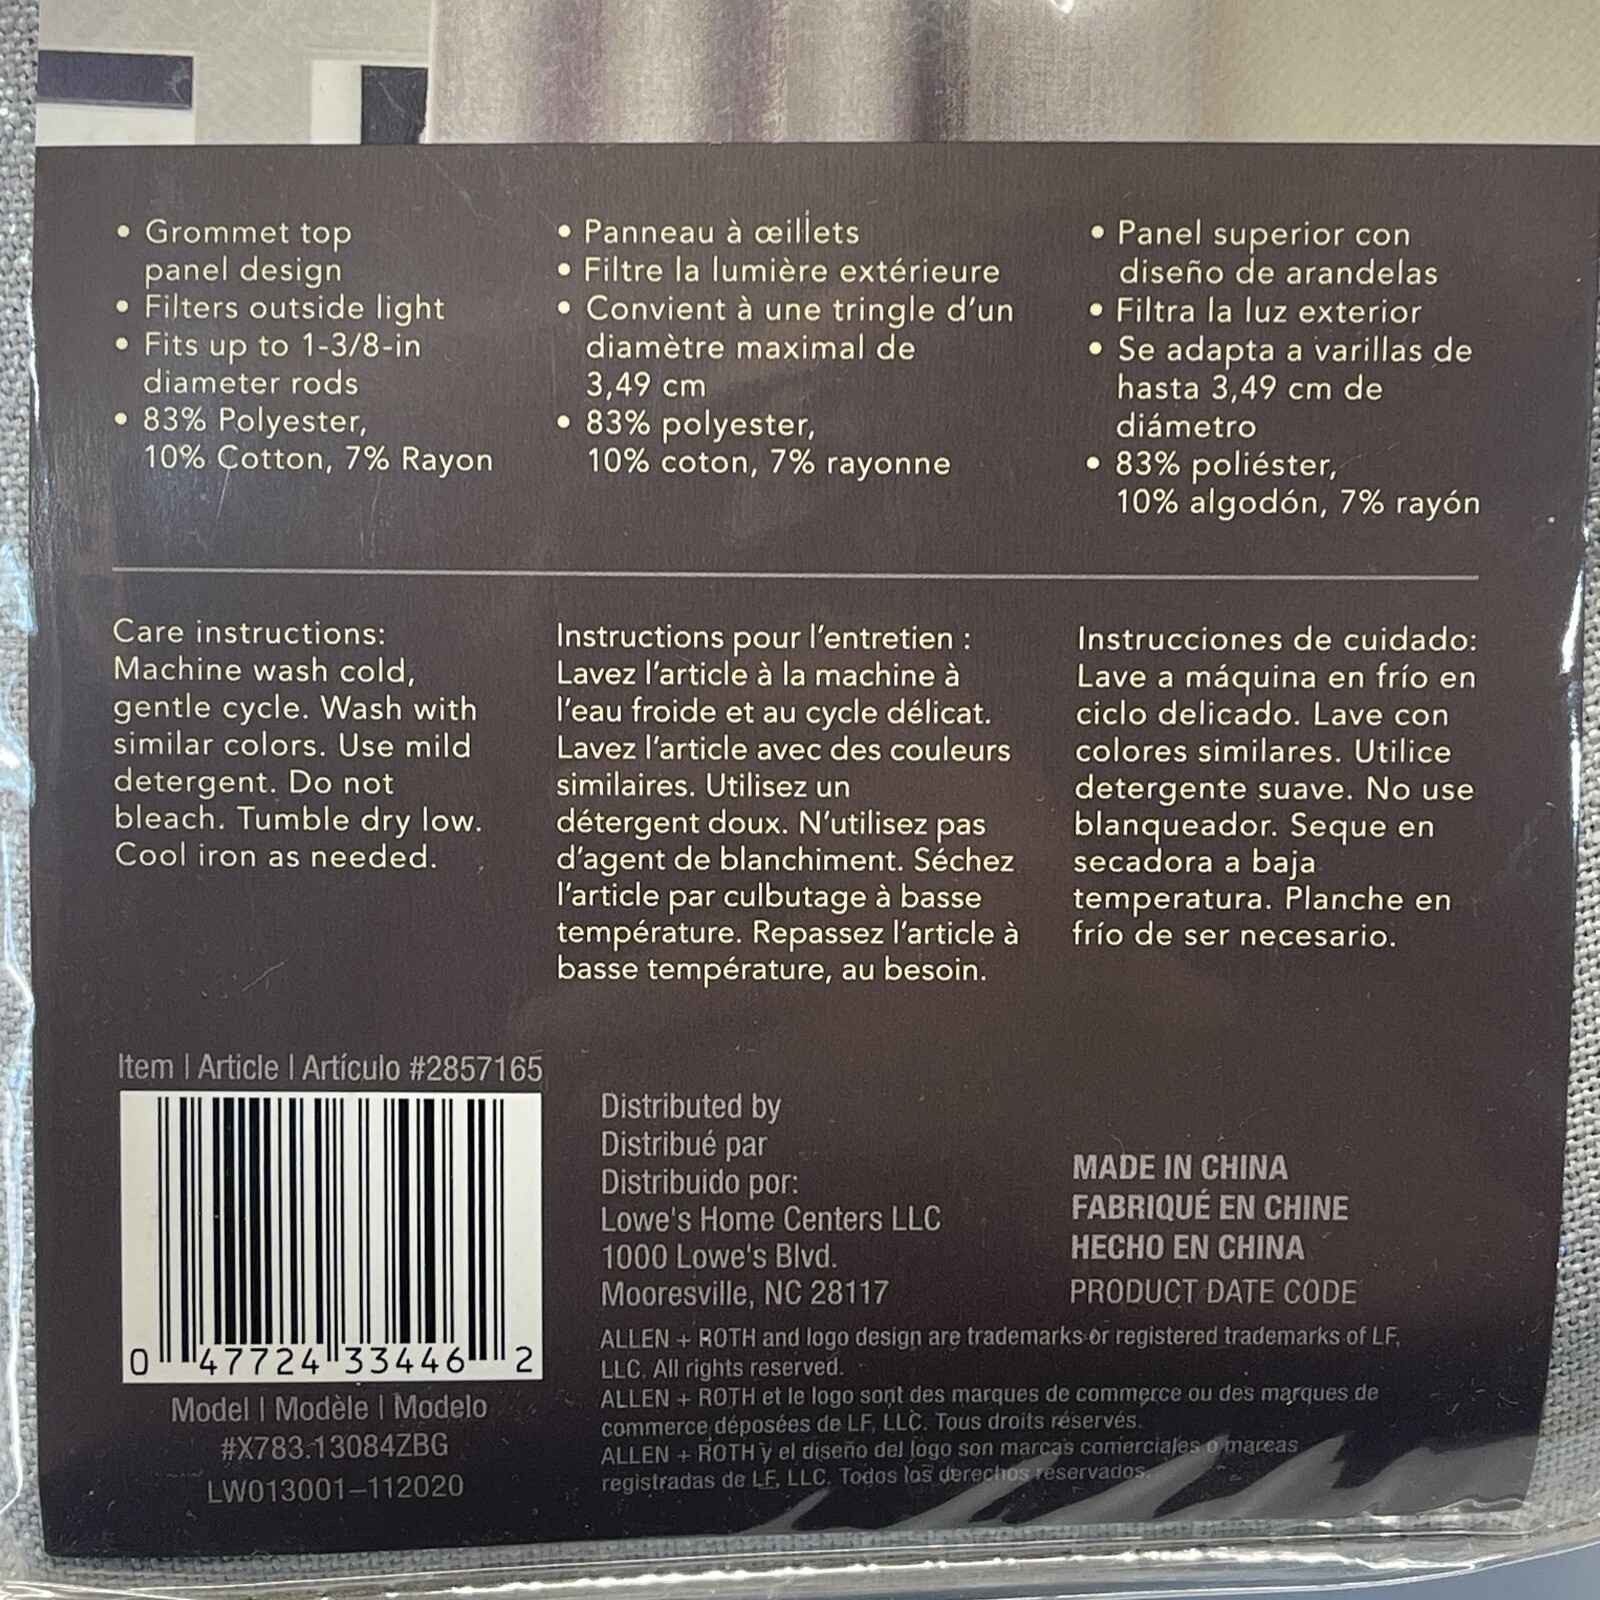 • Grommet top
panel design
• Filters outside light
• Fits up to 1-3/8-in
diameter rods
• 83% Polyester,
10% Cotton, 7% Rayon
• Panneau à œillets
• Filtre la lumière extérieure
• Convient à une tringle d'un
diamètre maximal de
3,49 cm
• 83% polyester,
10% coton, 7% rayonne
• Panel superior con
diseño de arandelas
• Filtra la luz exterior
• Se adapta a varillas de
hasta 3,49 cm de
diámetro
• 83% poliéster,
10% algodón, 7% rayón
Care instructions:
Machine wash cold,
gentle cycle. Wash with
similar colors. Use mild
detergent. Do not
bleach. Tumble dry low.
Cool iron as needed.
Instructions pour l'entretien :
Lavez l'article à la machine à
l'eau froide et au cycle délicat.
Lavez l'article avec des couleurs
similaires. Utilisez un
détergent doux. N'utilisez pas
d'agent de blanchiment. Séchez
l'article par culbutage à basse
température. Repassez l'article à
basse température, au besoin.
Instrucciones de cuidado:
Lave a máquina en frío en
ciclo delicado. Lave con
colores similares. Utilice
detergente suave. No use
blanqueador. Seque en
secadora a baja
temperatura. Planche en
frío de ser necesario.
Item | Article | Artículo #2857165
0 47724 33446 2
Model | Modèle | Modelo
#X783.13084ZBG
LW013001-112020
Distributed by
Distribué par
Distribuido por:
Lowe's Home Centers LLC
1000 Lowe's Blvd.
Mooresville, NC 28117
MADE IN CHINA
FABRIQUÉ EN CHINE
HECHO EN CHINA
PRODUCT DATE CODE
ALLEN + ROTH and logo design are trademarks or registered trademarks of LF,
LLC. All rights reserved.
ALLEN + ROTH et le logo sont des marques de commerce ou des marques de
commerce déposées de LF, LLC. Tous droits réservés.
ALLEN + ROTH y el diseño del logo son marcas comerciales o marcas
registradas de LF, LLC. Todos los derechos reservados.